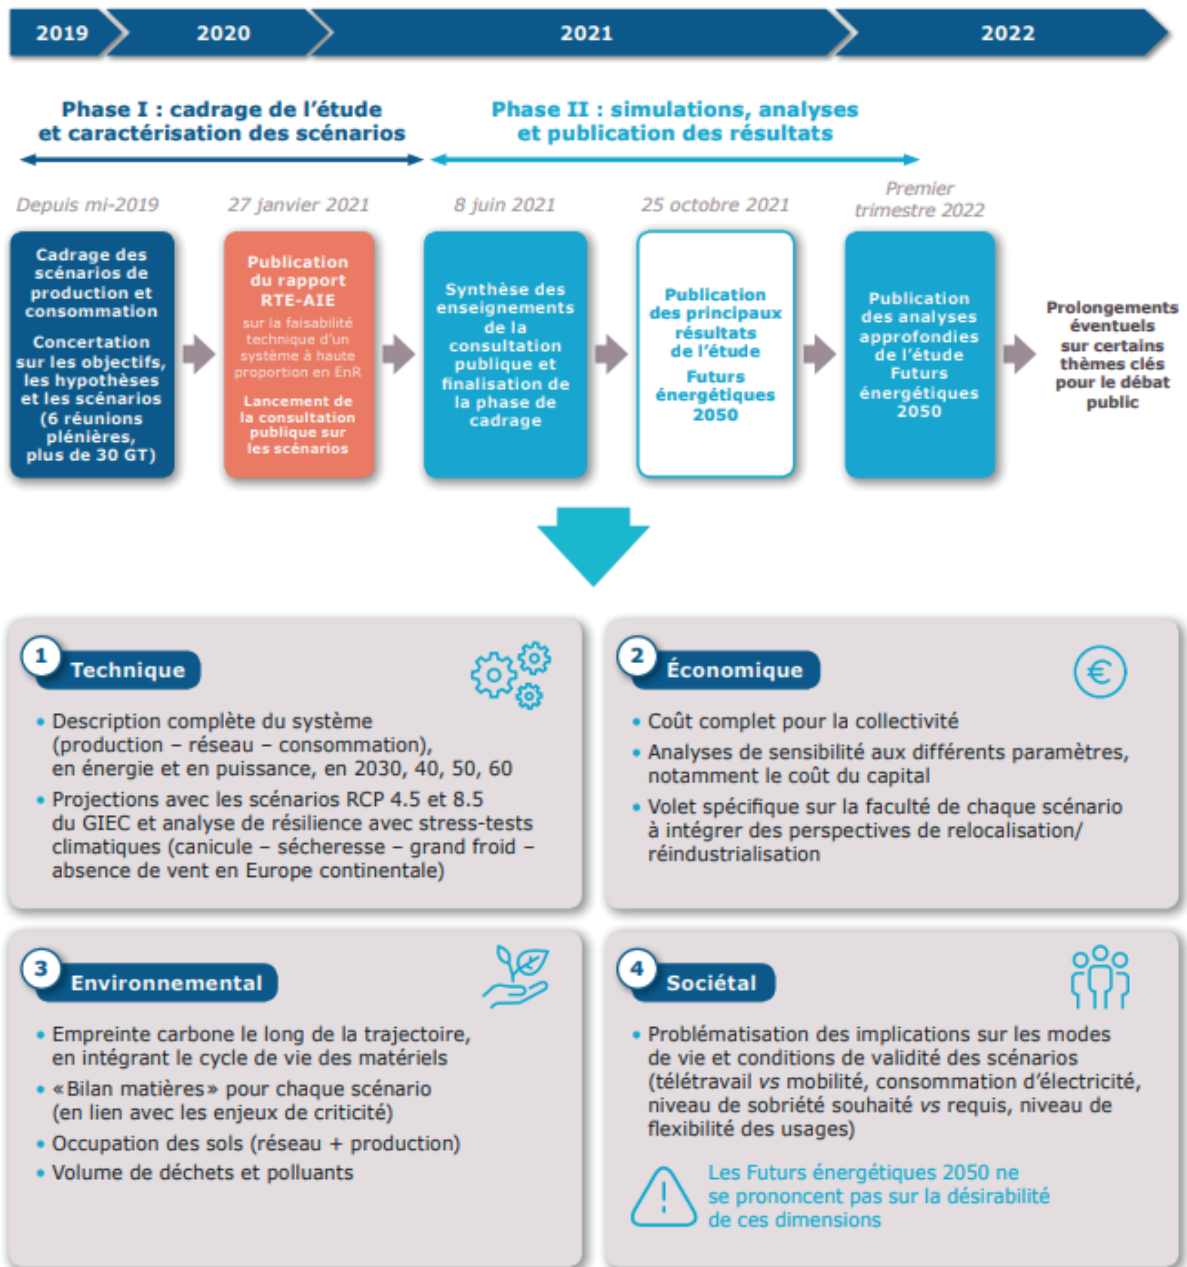 2019
2020
2021
2022
Phase I : cadrage de l'étude
et caractérisation des scénarios
Phase II : simulations, analyses
et publication des résultats
Depuis mi-2019
27 janvier 2021
8 juin 2021
25 octobre 2021
Premier
trimestre 2022
Cadrage des
scénarios de
production et
consommation
Concertation
sur les objectifs,
les hypothèses
et les scénarios
(6 réunions
plénières,
plus de 30 GT)
Publication
du rapport
RTE-AIE
sur la faisabilité
technique d'un
système à haute
proportion en EnR
Lancement de
la consultation
publique sur
les scénarios
Synthèse des
enseignements
de la
consultation
publique et
finalisation de
la phase de
cadrage
Publication
des principaux
résultats
de l'étude
Futurs
énergétiques
2050
Publication
des analyses
approfondies
de l'étude
Futurs
énergétiques
2050
Prolongements
éventuels
sur certains
thèmes clés
pour le débat
public
1
Technique
• Description complète du système
(production – réseau – consommation),
en énergie et en puissance, en 2030, 40, 50, 60
• Projections avec les scénarios RCP 4.5 et 8.5
du GIEC et analyse de résilience avec stress-tests
climatiques (canicule – sécheresse – grand froid –
absence de vent en Europe continentale)
2
Économique
€
• Coût complet pour la collectivité
• Analyses de sensibilité aux différents paramètres,
notamment le coût du capital
• Volet spécifique sur la faculté de chaque scénario
à intégrer des perspectives de relocalisation/
réindustrialisation
3
Environnemental
• Empreinte carbone le long de la trajectoire,
en intégrant le cycle de vie des matériels
• « Bilan matières » pour chaque scénario
(en lien avec les enjeux de criticité)
• Occupation des sols (réseau + production)
• Volume de déchets et polluants
4
Sociétal
• Problématisation des implications sur les modes
de vie et conditions de validité des scénarios
(télétravail vs mobilité, consommation d'électricité,
niveau de sobriété souhaité vs requis, niveau de
flexibilité des usages)
!
Les Futurs énergétiques 2050 ne
se prononcent pas sur la désirabilité
de ces dimensions